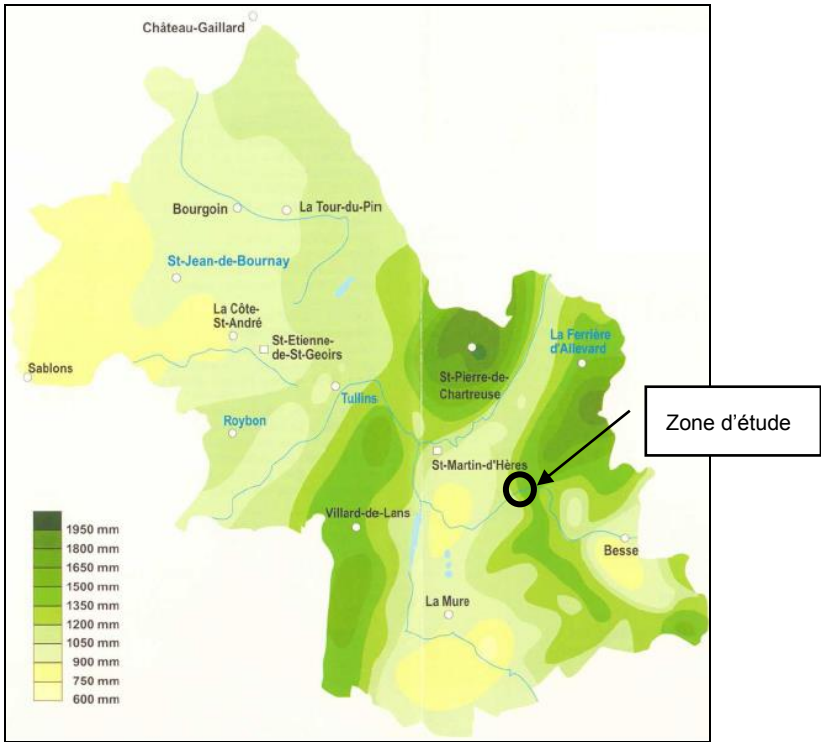 Château-Gaillard
Bourgoin
La Tour-du-Pin
St-Jean-de-Bournay
La Côte-
St-André
St-Etienne-
de-St-Geoirs
Sablons
Tullins
Roybon
St-Pierre-de-
Chartreuse
La Ferrière
d'Allevard
Zone d'étude
St-Martin-d'Hères
Villard-de-Lans
Besse
La Mure
1950 mm
1800 mm
1650 mm
1500 mm
1350 mm
1200 mm
1050 mm
900 mm
750 mm
600 mm